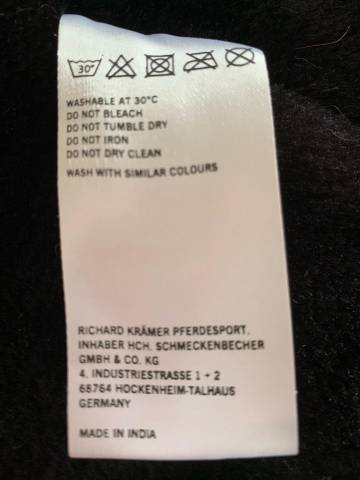 30°
WASHABLE AT 30°C
DO NOT BLEACH
DO NOT TUMBLE DRY
DO NOT IRON
DO NOT DRY CLEAN
WASH WITH SIMILAR COLOURS
RICHARD KRÄMER PFERDESPORT.
INHABER HCH. SCHMECKENBECHER
GMBH & CO. KG
4. INDUSTRIESTRASSE 1 + 2
68764 HOCKENHEIM-TALHAUS
GERMANY
MADE IN INDIA